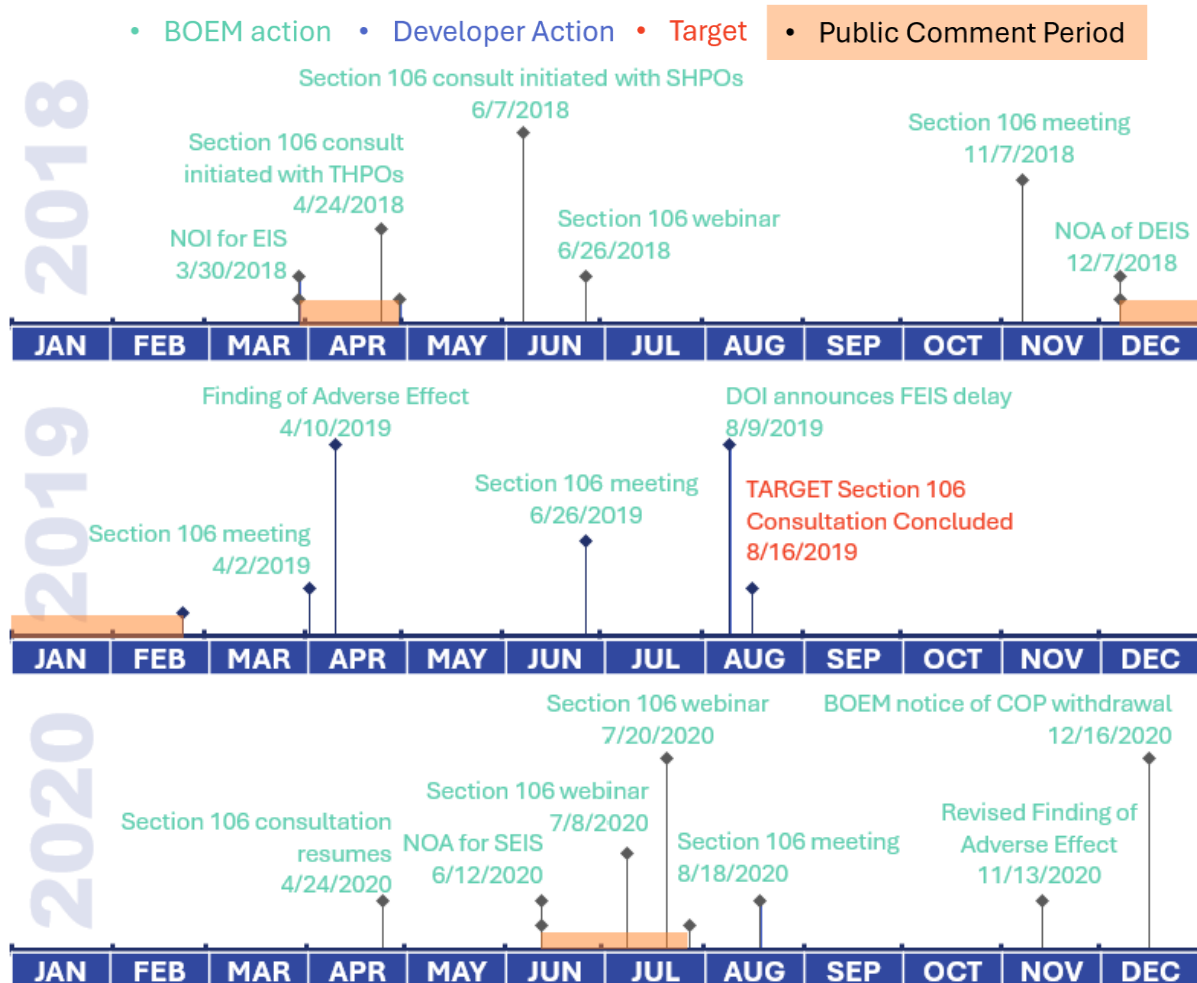 • BOEM action • Developer Action • Target • Public Comment Period
2018
Section 106 consult initiated with SHPOs
6/7/2018
Section 106 consult
initiated with THPOs
4/24/2018
NOI for EIS
3/30/2018
Section 106 webinar
6/26/2018
Section 106 meeting
11/7/2018
NOA of DEIS
12/7/2018
JAN FEB MAR APR MAY JUN JUL AUG SEP OCT NOV DEC
2019
Finding of Adverse Effect
4/10/2019
Section 106 meeting
4/2/2019
Section 106 meeting
6/26/2019
DOI announces FEIS delay
8/9/2019
TARGET Section 106
Consultation Concluded
8/16/2019
JAN FEB MAR APR MAY JUN JUL AUG SEP OCT NOV DEC
2020
Section 106 webinar
7/20/2020
BOEM notice of COP withdrawal
12/16/2020
Section 106 webinar
7/8/2020
Section 106 consultation
resumes
4/24/2020
NOA for SEIS
6/12/2020
Section 106 meeting
8/18/2020
Revised Finding of
Adverse Effect
11/13/2020
JAN FEB MAR APR MAY JUN JUL AUG SEP OCT NOV DEC